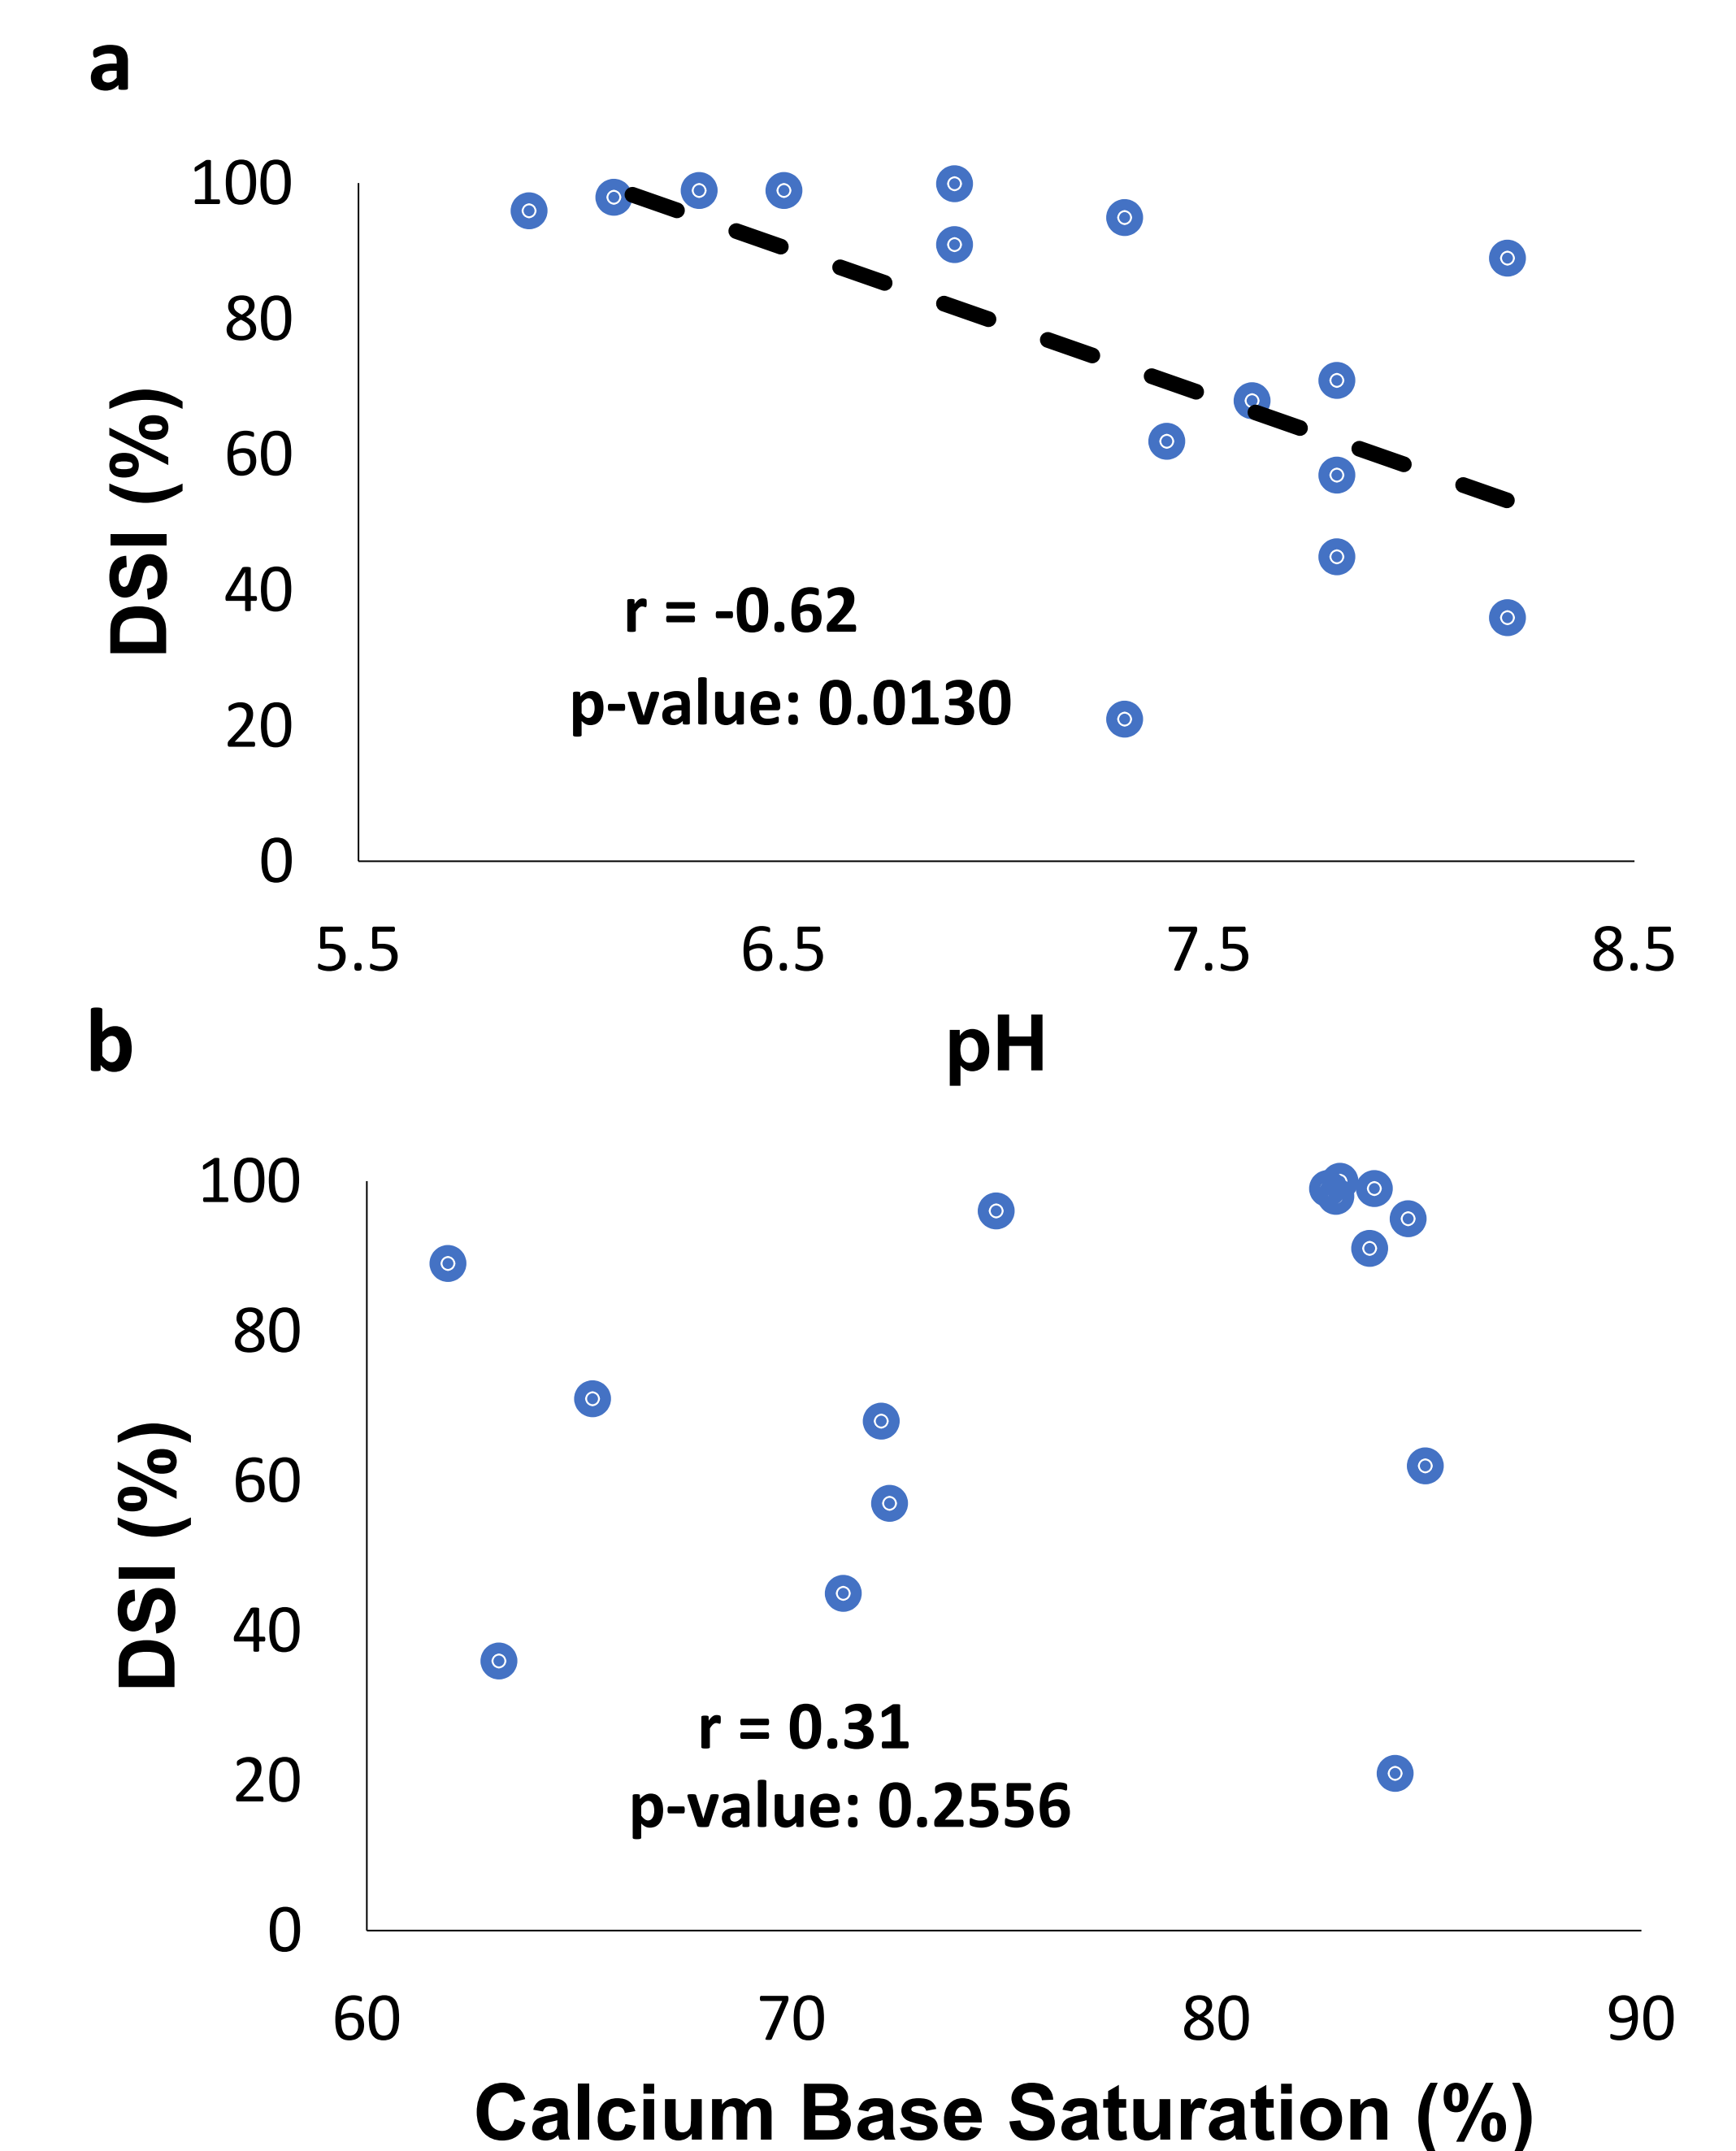 a
100
80
60
40
20
0
DSI (%)
r = -0.62
p-value: 0.0130
5.5 6.5 7.5 8.5
pH
b
100
80
60
40
20
0
DSI (%)
r = 0.31
p-value: 0.2556
60 70 80 90
Calcium Base Saturation (%)